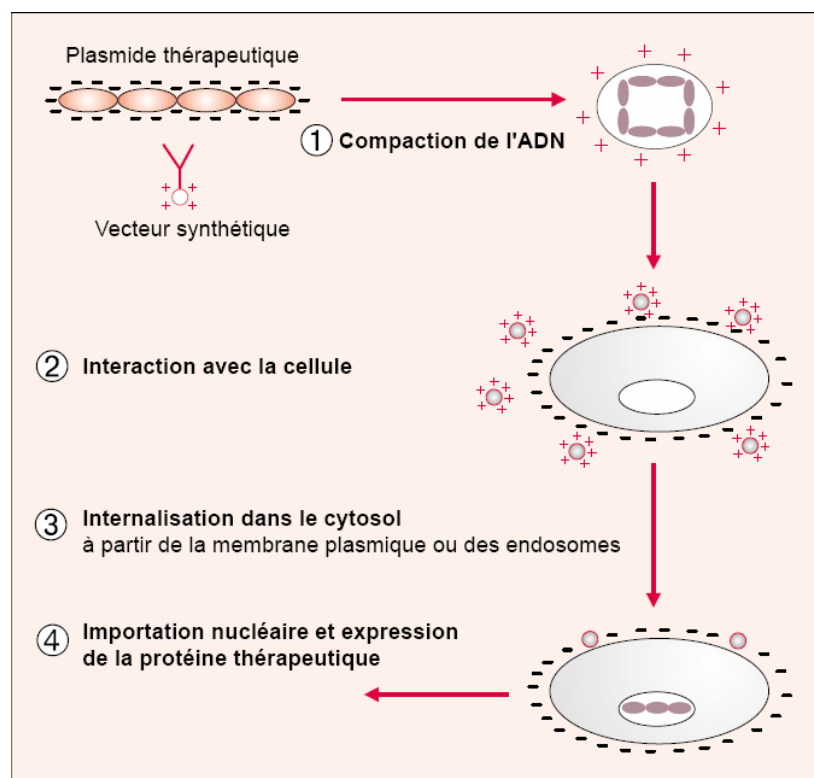 Plasmide thérapeutique
① Compaction de l'ADN
Vecteur synthétique
② Interaction avec la cellule
③ Internalisation dans le cytosol
à partir de la membrane plasmique ou des endosomes
④ Importation nucléaire et expression
de la protéine thérapeutique